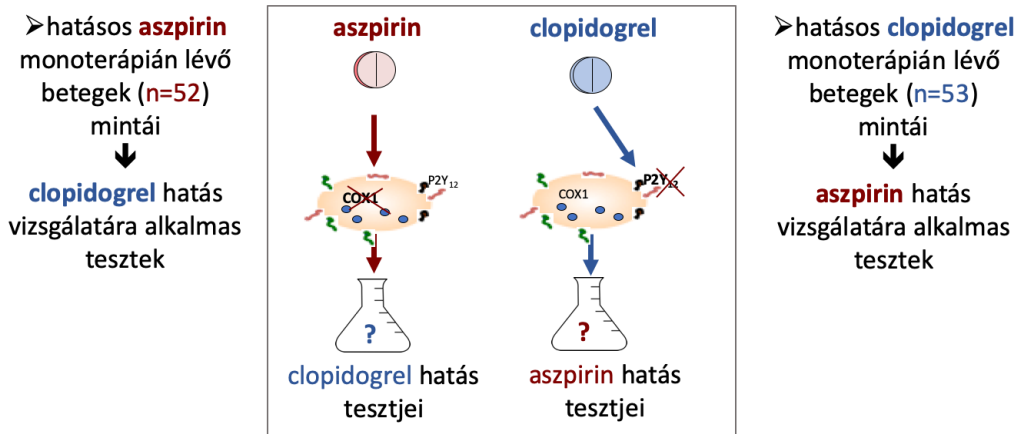 ➢hatásos aszpirin
monoterápián lévő
betegek (n=52)
mintái
🡫
clopidogrel hatás
vizsgálatára alkalmas
tesztek
aszpirin
COX1
P2Y12
?
clopidogrel hatás
tesztjei
clopidogrel
COX1
P2Y12
?
aszpirin hatás
tesztjei
➢hatásos clopidogrel
monoterápián lévő
betegek (n=53)
mintái
🡫
aszpirin hatás
vizsgálatára alkalmas
tesztek